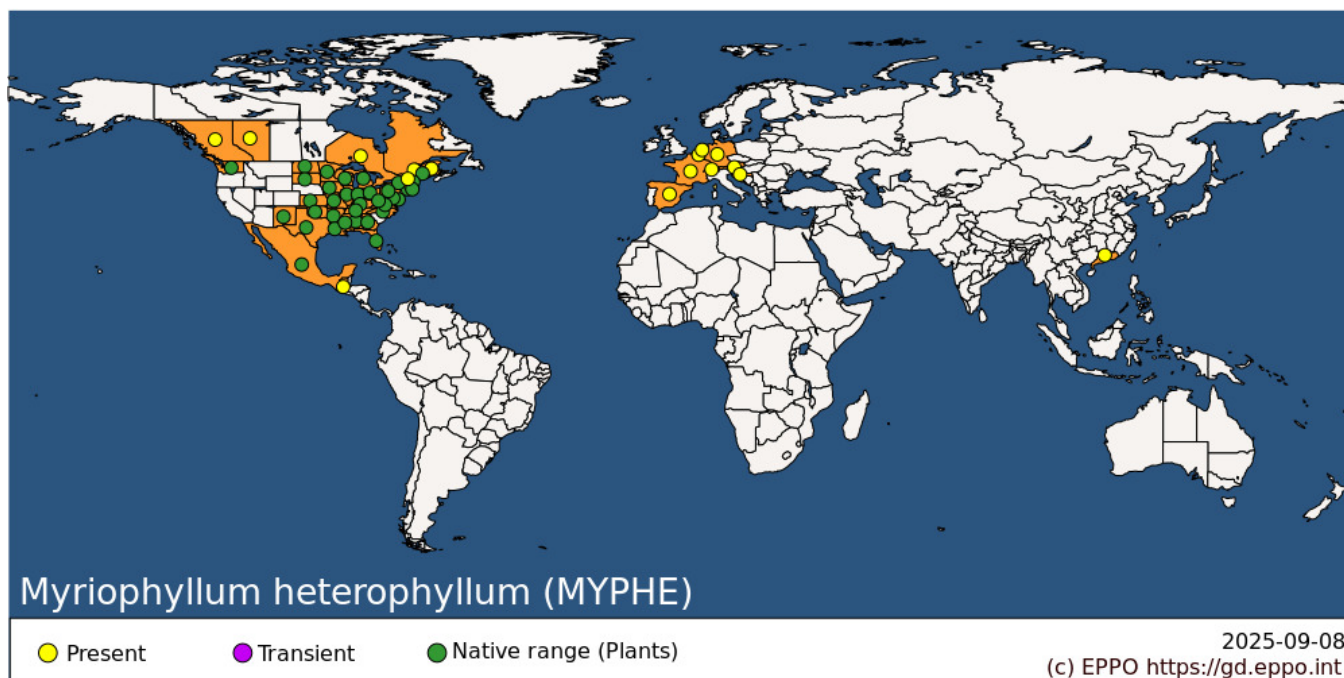 Myriophyllum heterophyllum (MYPHE)
Present
Transient
Native range (Plants)
2025-09-08
(c) EPPO https://gd.eppo.int